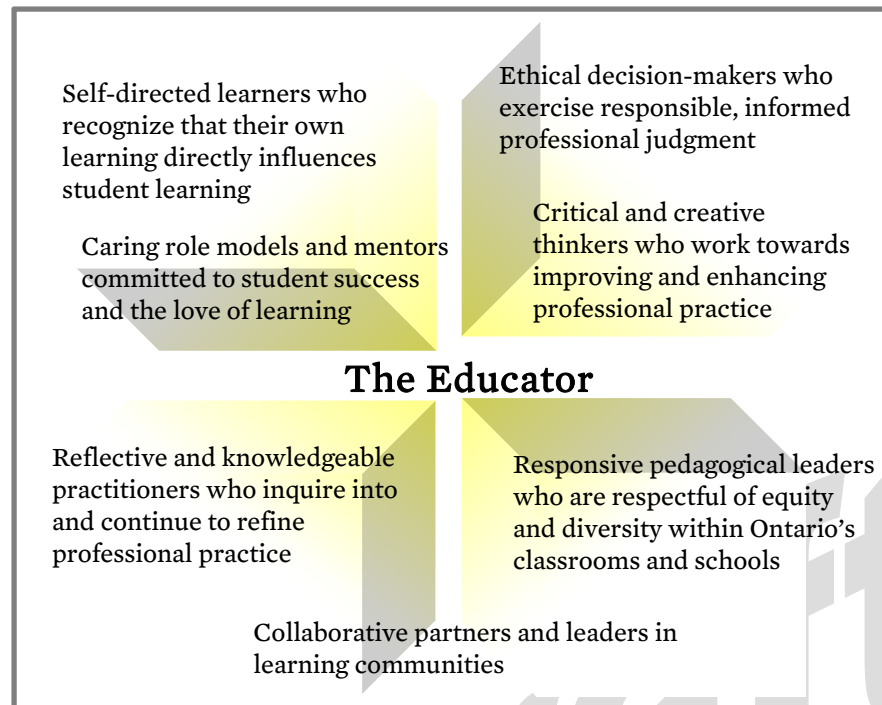 Self-directed learners who
recognize that their own
learning directly influences
student learning
Caring role models and mentors
committed to student success
and the love of learning
Ethical decision-makers who
exercise responsible, informed
professional judgment
Critical and creative
thinkers who work towards
improving and enhancing
professional practice
The Educator
Reflective and knowledgeable
practitioners who inquire into
and continue to refine
professional practice
Responsive pedagogical leaders
who are respectful of equity
and diversity within Ontario’s
classrooms and schools
Collaborative partners and leaders in
learning communities